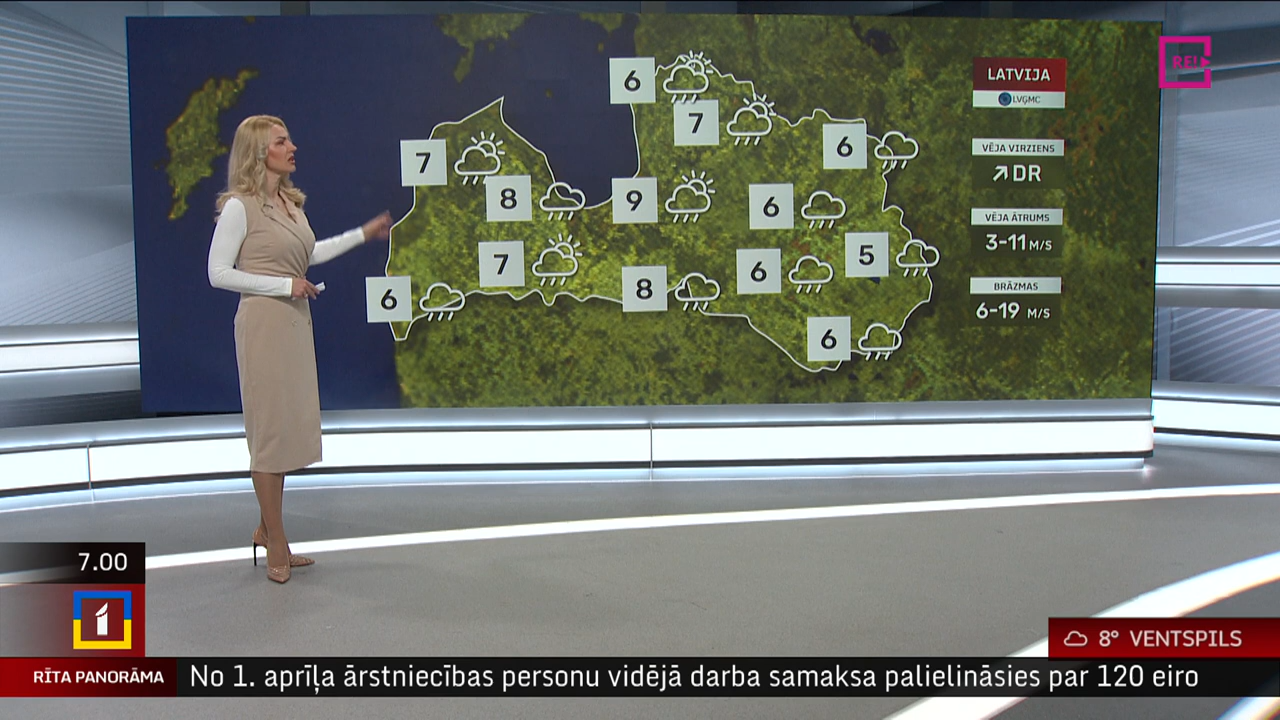 RE!
LATVIJA
LVĢMC
VĒJA VIRZIENS
DR
VĒJA ĀTRUMS
3-11 M/S
BRĀZMAS
6-19 M/S
6
7
6
7
8
9
6
7
8
6
5
6
6
7.00
1
8° VENTSPILS
RĪTA PANORĀMA
No 1. aprīļa ārstniecības personu vidējā darba samaksa palielināsies par 120 eiro